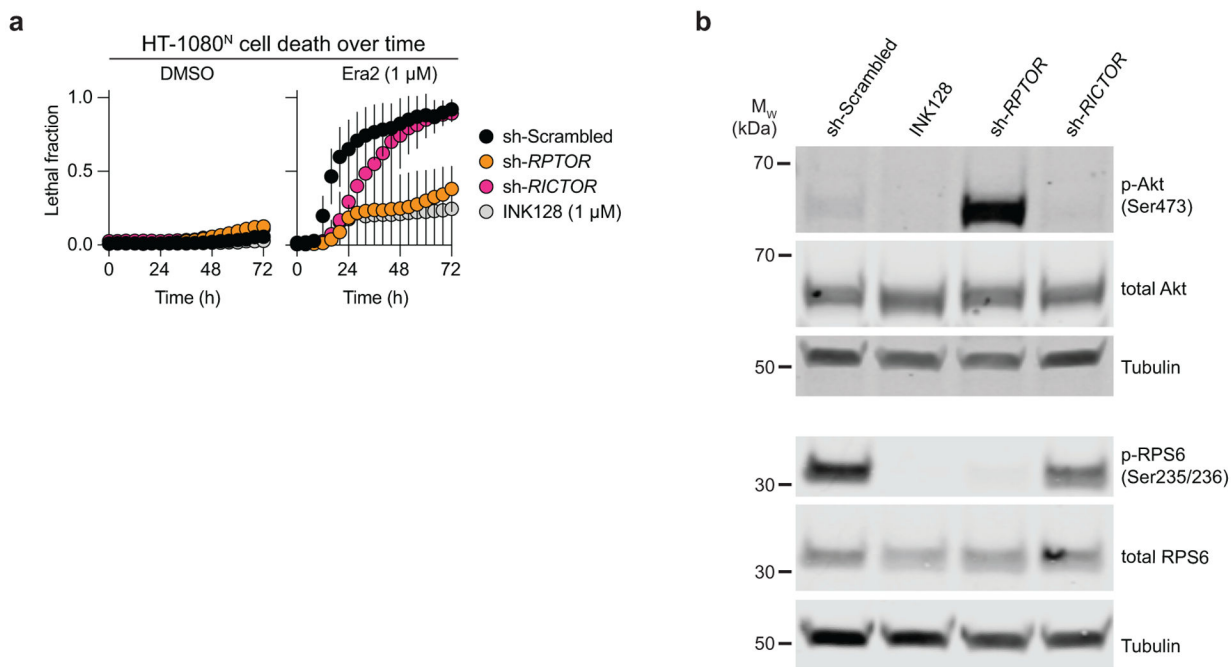 a
HT-1080ᴺ cell death over time
DMSO
Era2 (1 µM)
Lethal fraction
1.0
0.5
0.0
0 24 48 72
0 24 48 72
Time (h)
Time (h)
sh-Scrambled
sh-RPTOR
sh-RICTOR
INK128 (1 µM)
b
Mw
(kDa)
sh-Scrambled
INK128
sh-RPTOR
sh-RICTOR
70
p-Akt
(Ser473)
70
total Akt
50
Tubulin
p-RPS6
(Ser235/236)
30
total RPS6
30
50
Tubulin